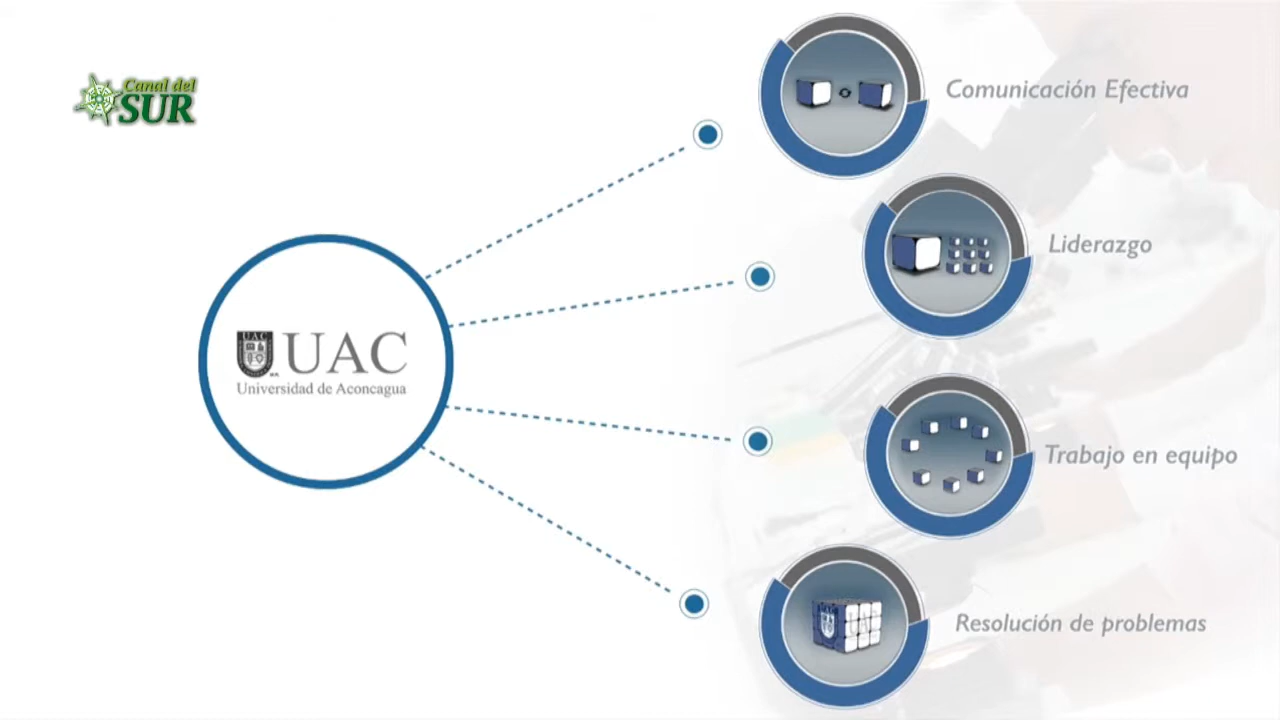 Canal del
SUR
Comunicación Efectiva
Liderazgo
UAC
UAC
Universidad de Aconcagua
Trabajo en equipo
Resolución de problemas